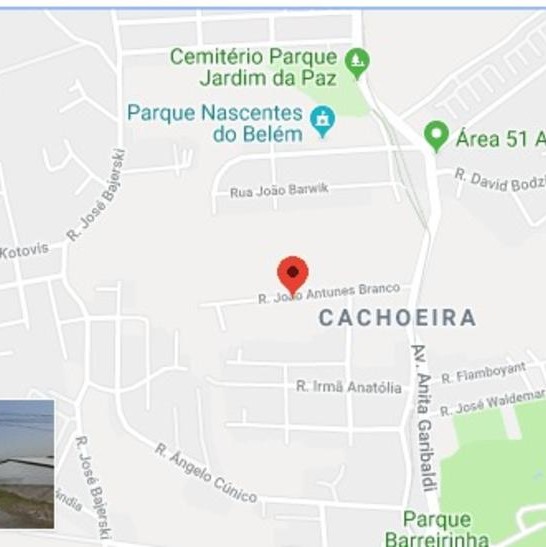 Cemitério Parque
Jardim da Paz
Parque Nascentes
do Belém
Área 51 A
R. David Bodzi
R. José Bajerski
Rua João Barwik
Kotovis
R. João Antunes Branco
CACHOEIRA
Av. Anita Garibaldi
R. Flamboyant
R. Irmã Anatólia
R. José Waldemar
R. José Bajerski
R. Ângelo Cúnico
ândia
Parque
Barreirinha